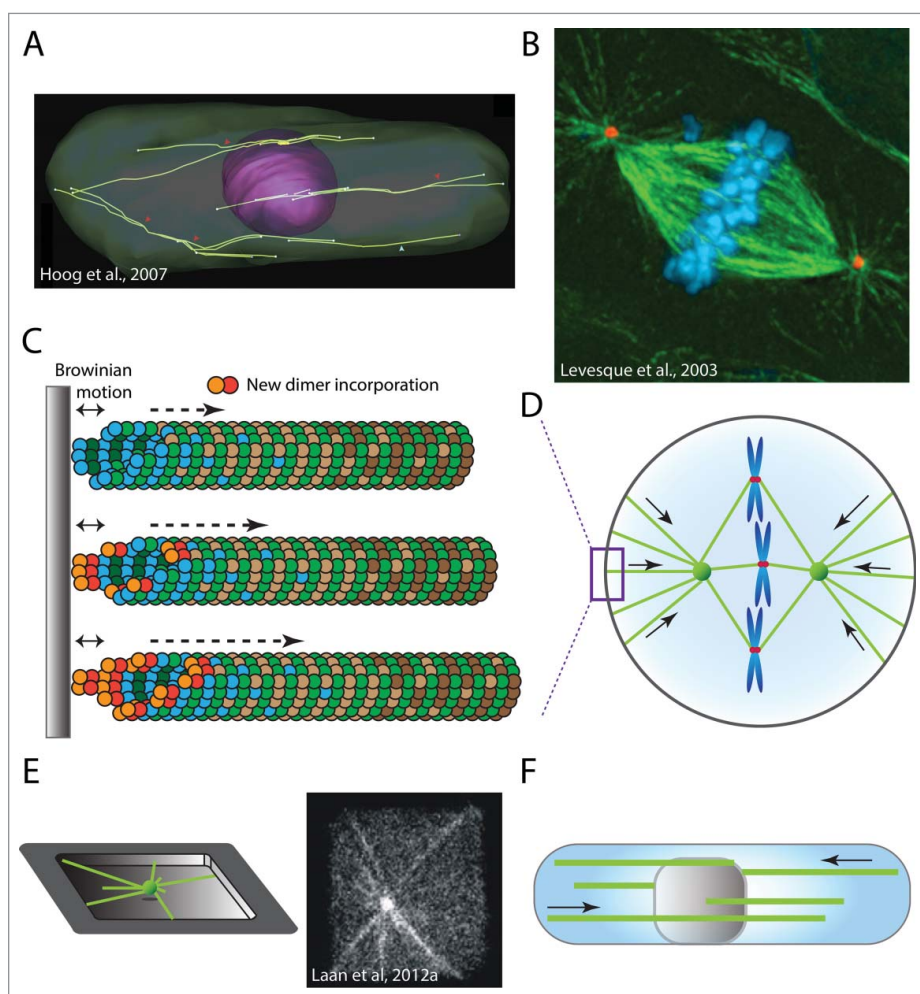 A
Hoog et al., 2007
B
Levesque et al., 2003
C
Browinian
motion
New dimer incorporation
D
E
Laan et al, 2012a
F